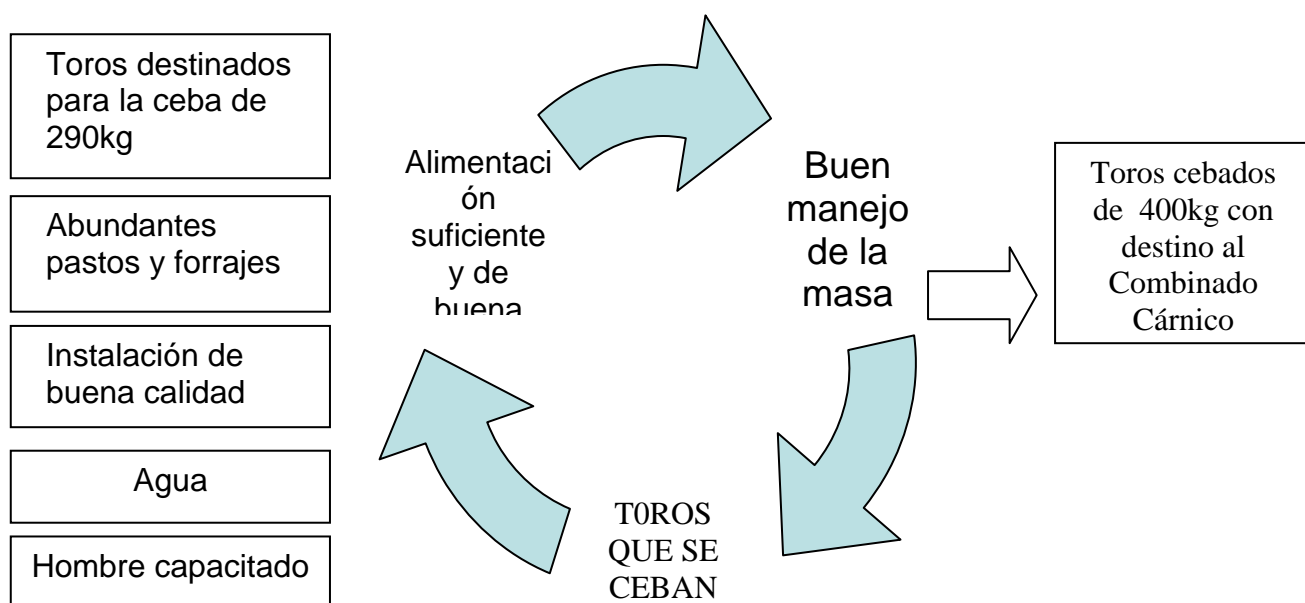 Toros destinados
para la ceba de
290kg
Abundantes
pastos y forrajes
Instalación de
buena calidad
Agua
Hombre capacitado
Alimentaci
ón
suficiente
y de
buena
Buen
manejo
de la
masa
T0ROS
QUE SE
CEBAN
Toros cebados
de 400kg con
destino al
Combinado
Cárnico